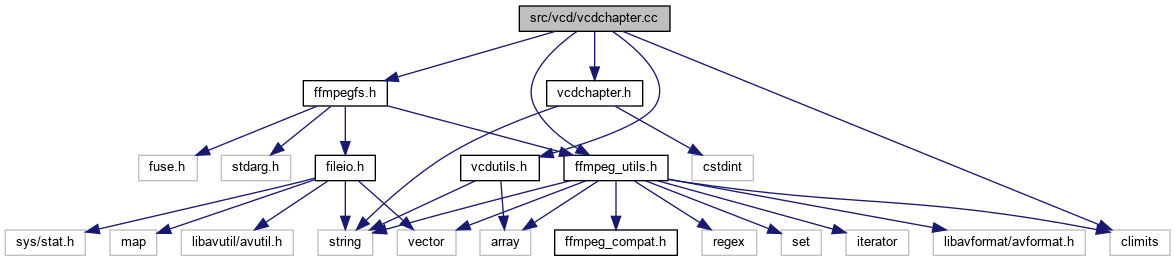 src/vcd/vcdchapter.cc
ffmpegfs.h
vcdchapter.h
fuse.h
stdarg.h
fileio.h
vcdutils.h
ffmpeg_utils.h
cstdint
sys/stat.h
map
libavutil/avutil.h
string
vector
array
ffmpeg_compat.h
regex
set
iterator
libavformat/avformat.h
climits